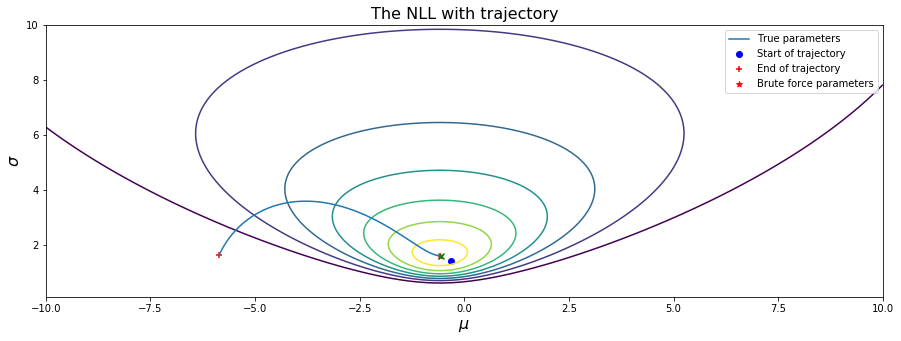 The NLL with trajectory
10
8
6
4
2
σ
−10.0 −7.5 −5.0 −2.5 0.0 2.5 5.0 7.5 10.0
μ
True parameters
Start of trajectory
End of trajectory
Brute force parameters